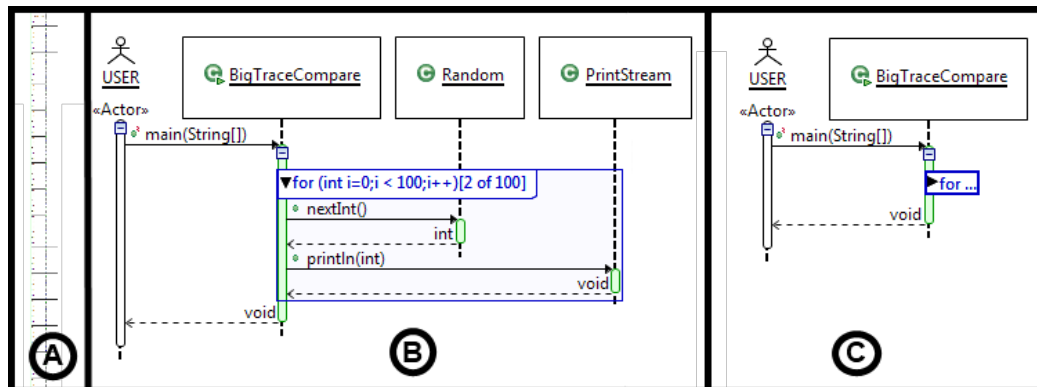 USER
BigTraceCompare
Random
PrintStream
«Actor»
main(String[])
for (int i=0;i < 100;i++)[2 of 100]
nextInt()
int
println(int)
void
void
USER
BigTraceCompare
«Actor»
main(String[])
for ...
void
A
B
C